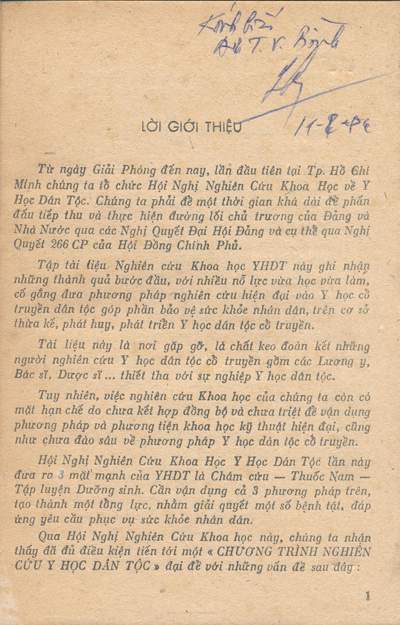 Kính biếu
T. V.
LỜI GIỚI THIỆU
Từ ngày Giải Phóng đến nay, lần đầu tiên tại Tp. Hồ Chí
Minh chúng ta tổ chức Hội Nghị Nghiên Cứu Khoa Học về Y
Học Dân Tộc. Chúng ta phải để một thời gian khá dài để phấn
đấu tiếp thu và thực hiện đường lối chủ trương của Đảng và
Nhà Nước qua các Nghị Quyết Đại Hội Đảng và cụ thể qua Nghị
Quyết 266 CP của Hội Đồng Chính Phủ.
Tập tài liệu Nghiên cứu Khoa học YHDT này ghi nhập
những thành quả bước đầu, với nhiều nỗ lực vừa học vừa làm,
cố gắng đưa phương pháp nghiên cứu hiện đại vào Y học cổ
truyền dân tộc góp phần bảo vệ sức khỏe nhân dân, trên cơ sở
thừa kế, phát huy, phát triển Y học dân tộc cổ truyền.
Tài liệu này là nơi gặp gỡ, là chất keo đoàn kết những
người nghiên cứu Y học dân tộc cổ truyền gồm các Lương y,
Bác sĩ, Dược sĩ ... thiết tha với sự nghiệp Y học dân tộc.
Tuy nhiên, việc nghiên cứu Khoa học của chúng ta còn có
mặt hạn chế do chưa kết hợp đồng bộ và chưa triệt để vận dụng
phương pháp và phương tiện khoa học kỹ thuật hiện đại, cũng
như chưa đào sâu về phương pháp Y học dân tộc cổ truyền.
Hội Nghị Nghiên Cứu Khoa Học Y Học Dân Tộc lần này
đưa ra 3 mặt mạnh của YHDT là Châm cứu — Thuốc Nam —
Tập luyện Dưỡng sinh. Cần vận dụng cả 3 phương pháp trên,
tạo thành một tổng lực, nhằm giải quyết một số bệnh tật, đáp
ứng yêu cầu phục vụ sức khỏe nhân dân.
Qua Hội Nghị Nghiên Cứu Khoa học này, chúng ta nhận
thấy đã đủ điều kiện tiến tới một « CHƯƠNG TRÌNH NGHIÊN
CỨU Y HỌC DÂN TỘC » đại để với những vấn đề sau đây :
1